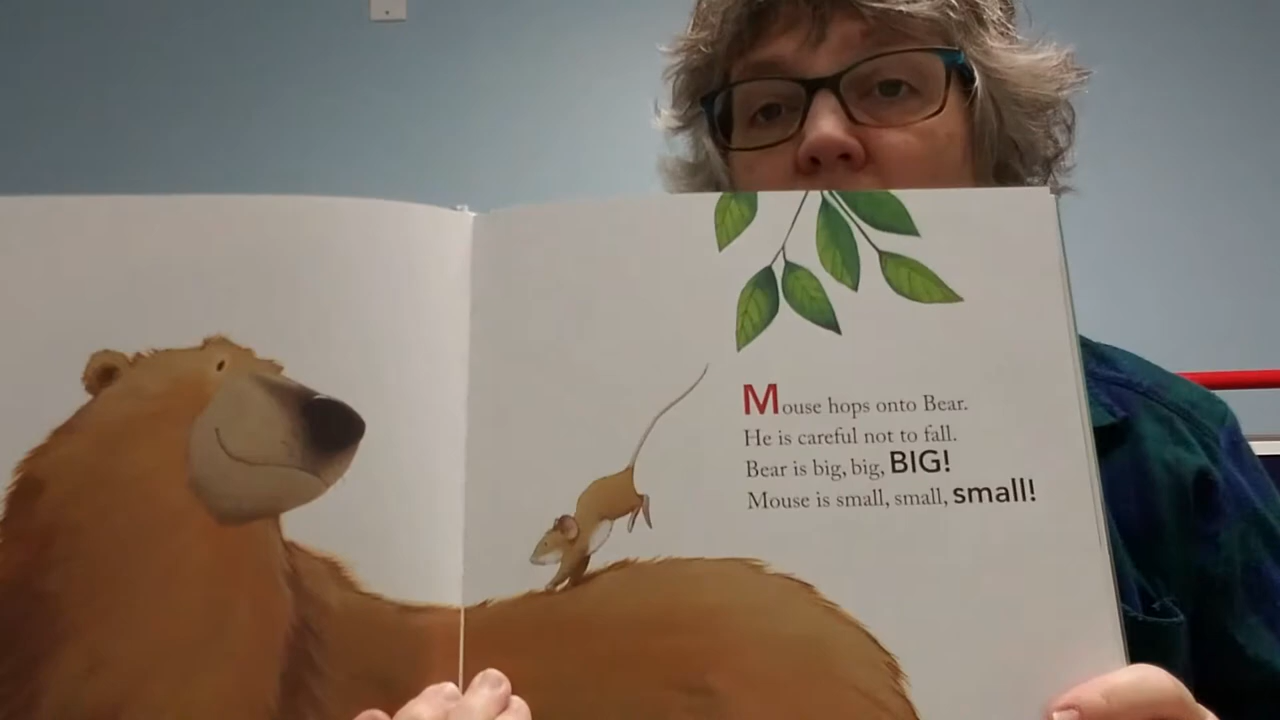 Mouse hops onto Bear.
He is careful not to fall.
Bear is big, big, BIG!
Mouse is small, small, small!